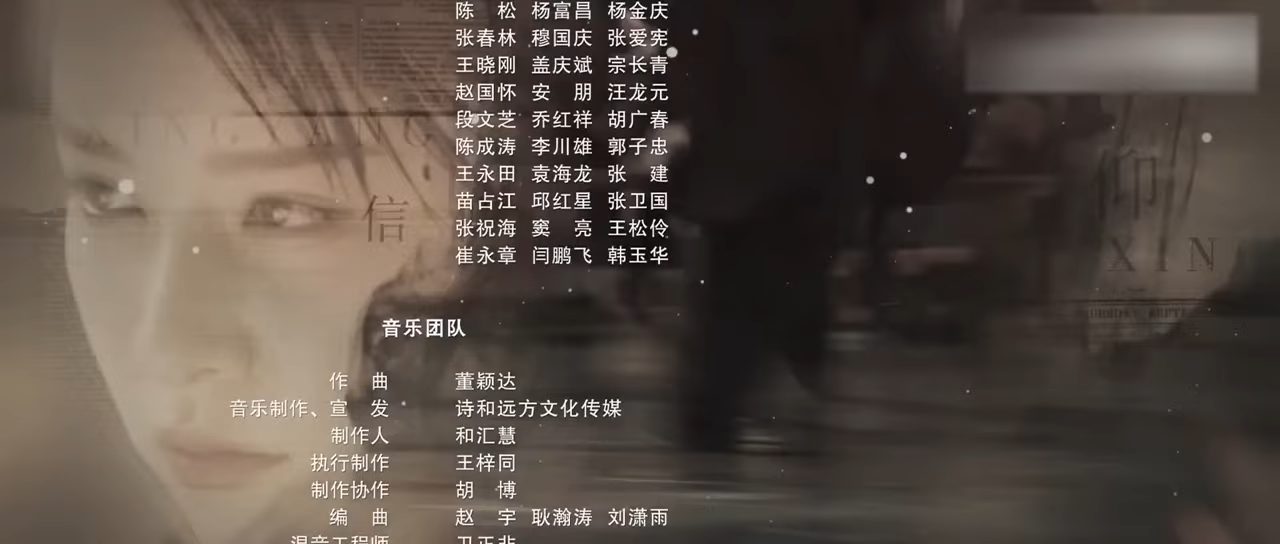 陈　松 杨富昌 杨金庆
张春林 穆国庆 张爱宪
王晓刚 盖庆斌 宗长青
赵国怀 安　朋 汪龙元
段文芝 乔红祥 胡广春
陈成涛 李川雄 郭子忠
王永田 袁海龙 张　建
苗占江 邱红星 张卫国
张祝海 窦　亮 王松伶
崔永章 闫鹏飞 韩玉华
信
仰
XIN
音乐团队
作　曲 董颖达
音乐制作、宣　发 诗和远方文化传媒
制作人 和汇慧
执行制作 王梓同
制作协作 胡　博
编　曲 赵　宇 耿瀚涛 刘潇雨
混音工程师